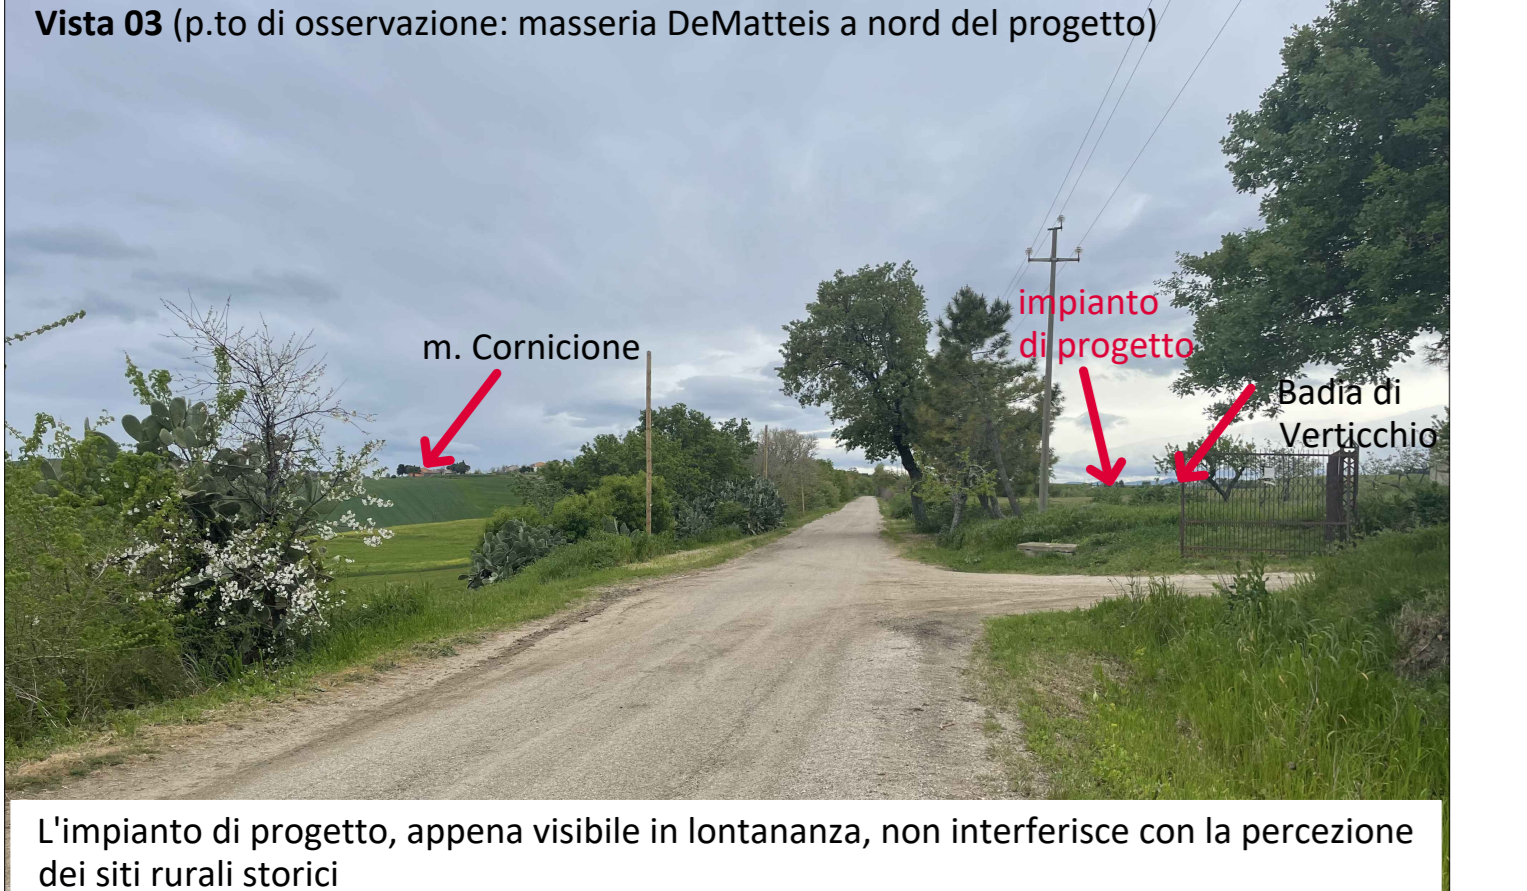 Vista 03 (p.to di osservazione: masseria DeMatteis a nord del progetto)
impianto
di progetto
m. Cornicione
Badia di
Verticchio
L'impianto di progetto, appena visibile in lontananza, non interferisce con la percezione
dei siti rurali storici